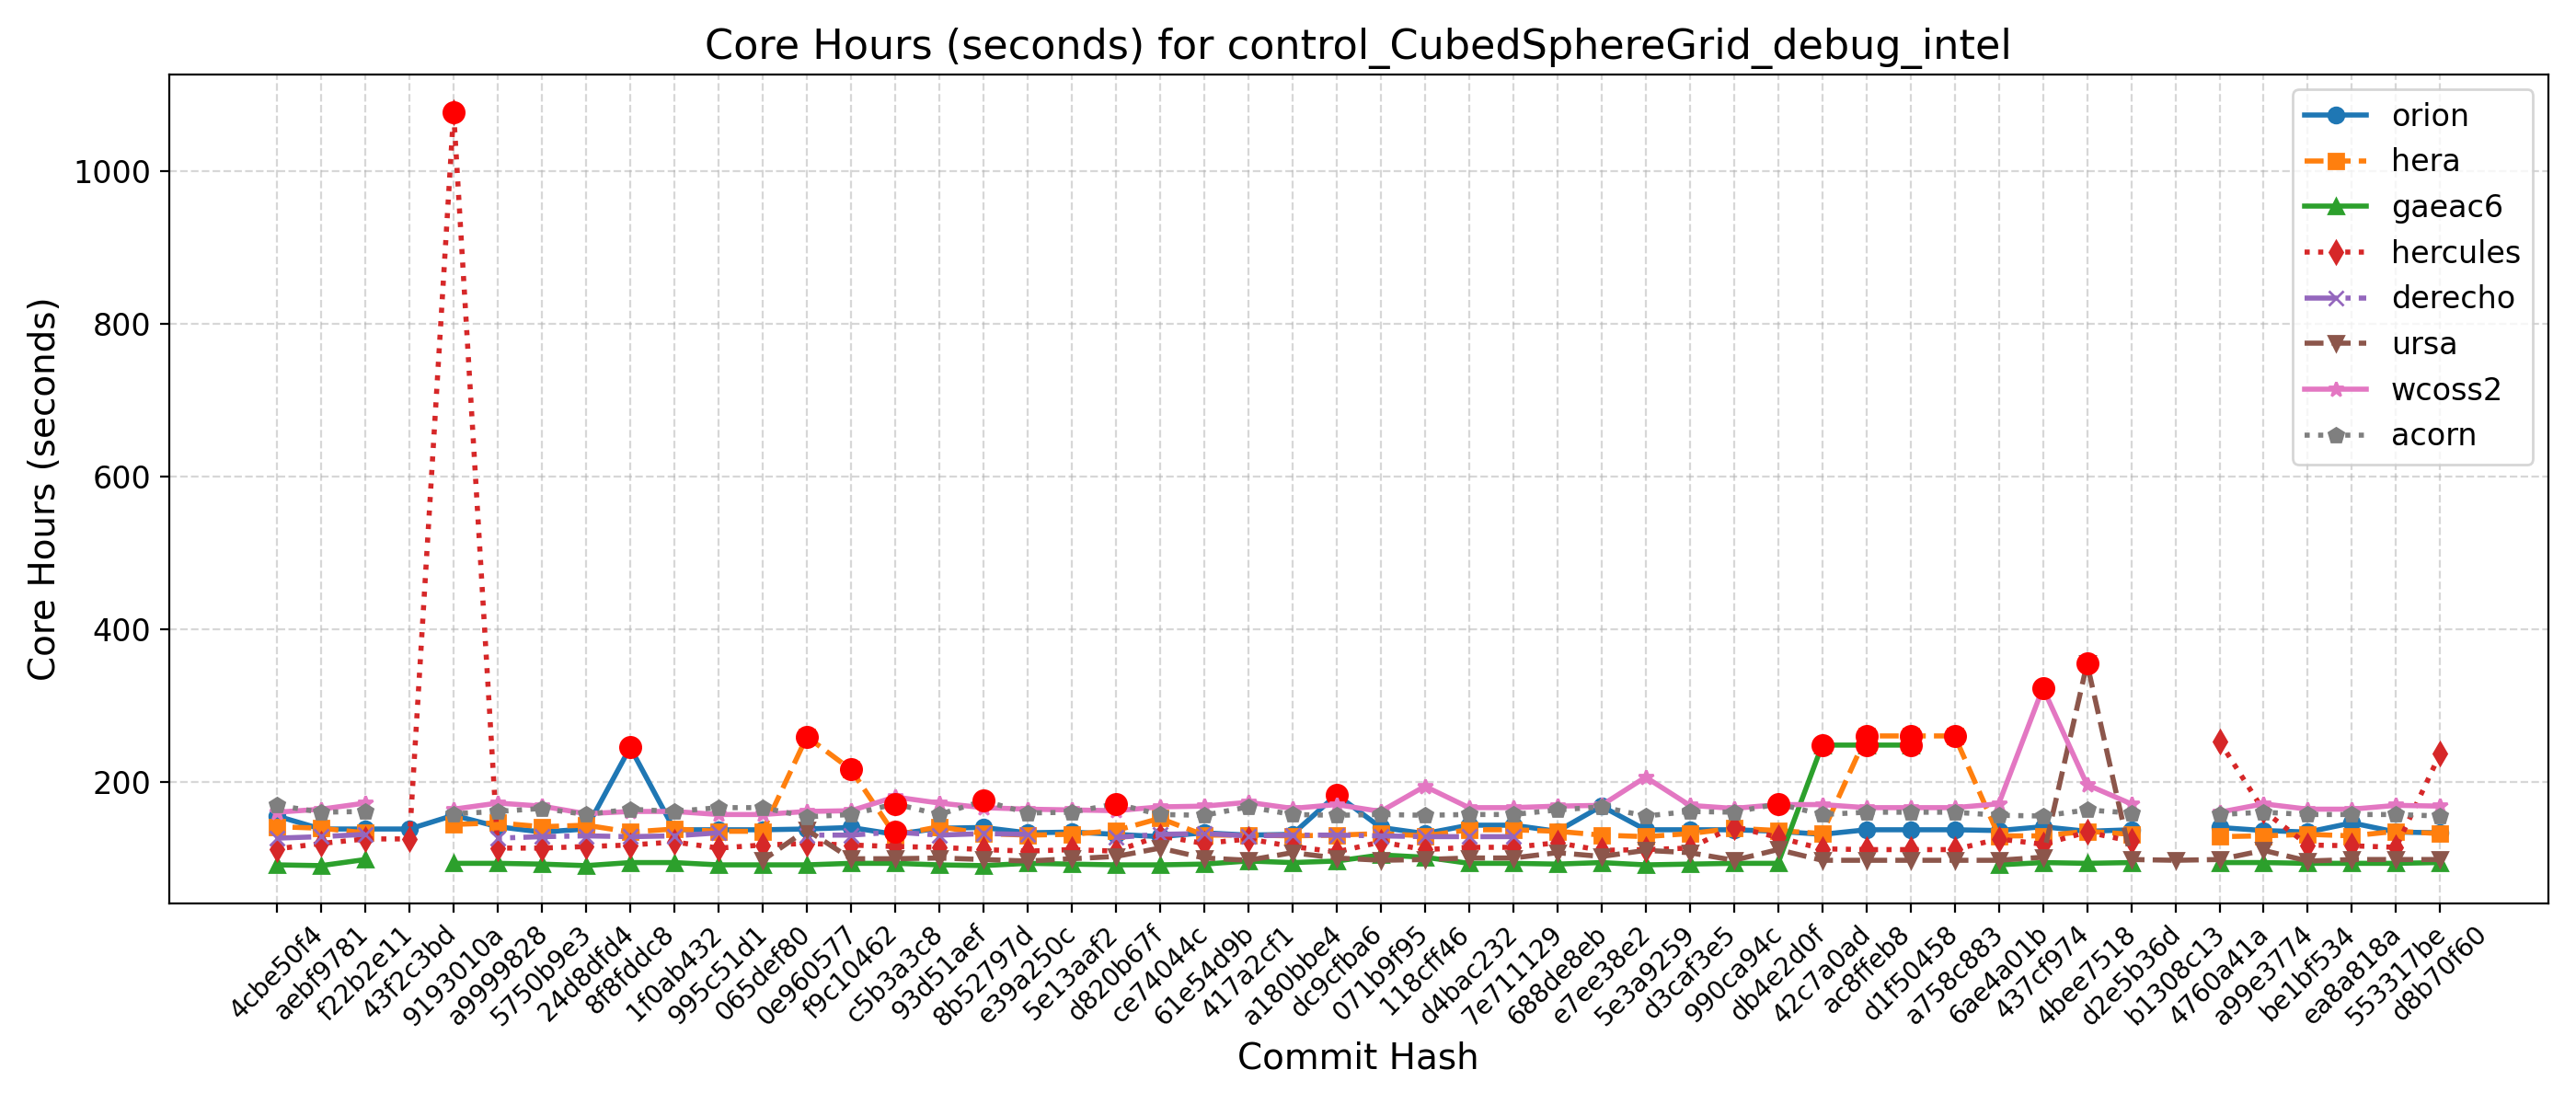 Core Hours (seconds) for control_CubedSphereGrid_debug_intel
Core Hours (seconds)
1000
800
600
400
200
orion
hera
gaeac6
hercules
derecho
ursa
wcoss2
acorn
4cbe50f4
aebf9781
f22b2e11
43f2c3bd
9193010a
a9999828
5750b9e3
24d8dfd4
8f8fddc8
1f0ab432
995c51d1
065def80
0e960577
f9c10462
c5b3a3c8
93d51aef
8b52797d
e39a250c
5e13aaf2
d820b67f
ce74044c
61e54d9b
417a2cf1
a180bbe4
dc9cfba6
071b9f95
118cff46
d4bac232
7e711129
688de8eb
e7ee38e2
5e3a9259
d3caf3e5
990ca94c
db4e2d0f
42c7a0ad
ac8ffeb8
d1f50458
a758c883
6ae4a01b
437cf974
4bee7518
d2e5b36d
b1308c13
4760a41a
a99e3774
be1bf534
ea8a818a
553317be
d8b70f60
Commit Hash